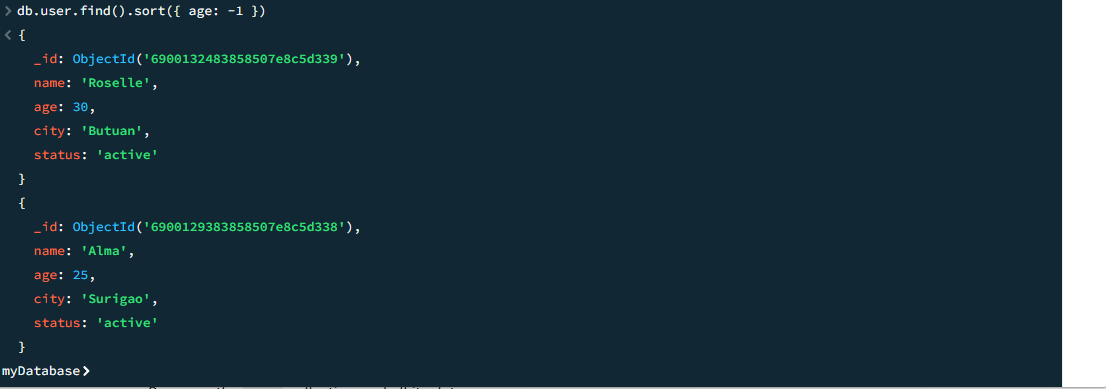 > db.user.find().sort({ age: -1 })
< {
_id: ObjectId('6900132483858507e8c5d339'),
name: 'Roselle',
age: 30,
city: 'Butuan',
status: 'active'
}
{
_id: ObjectId('6900129383858507e8c5d338'),
name: 'Alma',
age: 25,
city: 'Surigao',
status: 'active'
}
myDatabase>